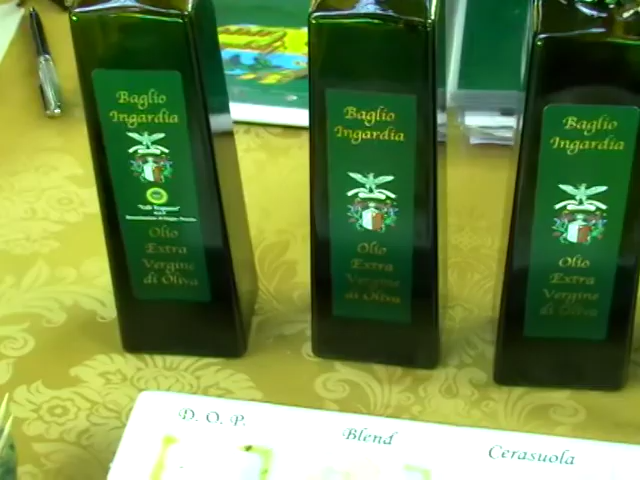 Baglio
Ingardia
Olio
Extra
Vergine
di Oliva
Baglio
Ingardia
Olio
Extra
Vergine
di Oliva
Baglio
Ingardia
Olio
Extra
Vergine
di Oliva
D. O. P.
Blend
Cerasuola